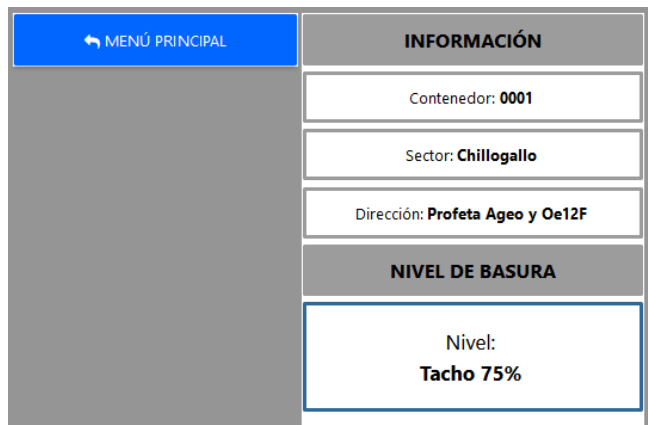 MENÚ PRINCIPAL
INFORMACIÓN
Contenedor: 0001
Sector: Chillogallo
Dirección: Profeta Ageo y Oe12F
NIVEL DE BASURA
Nivel:
Tacho 75%